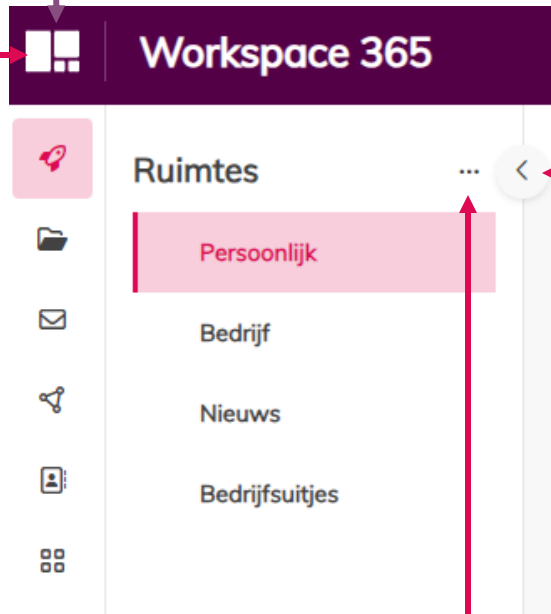 Workspace 365
Ruimtes
Persoonlijk
Bedrijf
Nieuws
Bedrijfsuitjes